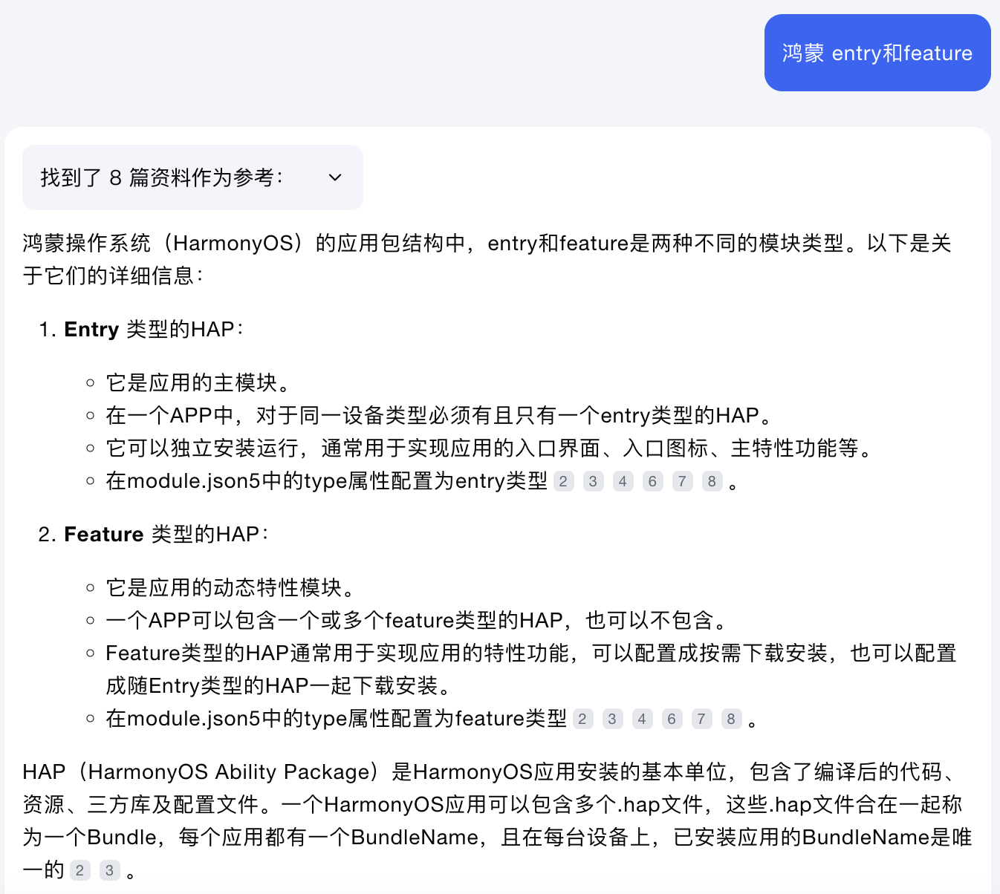 鸿蒙 entry和feature
找到了 8 篇资料作为参考：
鸿蒙操作系统（HarmonyOS）的应用包结构中，entry和feature是两种不同的模块类型。以下是关
于它们的详细信息：
1. Entry 类型的HAP：
它是应用的主模块。
在一个APP中，对于同一设备类型必须有且只有一个entry类型的HAP。
它可以独立安装运行，通常用于实现应用的入口界面、入口图标、主特性功能等。
在module.json5中的type属性配置为entry类型 2 3 4 6 7 8 。
2. Feature 类型的HAP：
它是应用的动态特性模块。
一个APP可以包含一个或多个feature类型的HAP，也可以不包含。
Feature类型的HAP通常用于实现应用的特性功能，可以配置成按需下载安装，也可以配置
成随Entry类型的HAP一起下载安装。
在module.json5中的type属性配置为feature类型 2 3 4 6 7 8 。
HAP（HarmonyOS Ability Package）是HarmonyOS应用安装的基本单位，包含了编译后的代码、
资源、三方库及配置文件。一个HarmonyOS应用可以包含多个.hap文件，这些.hap文件合在一起称
为一个Bundle，每个应用都有一个BundleName，且在每台设备上，已安装应用的BundleName是唯
一的 2 3 。